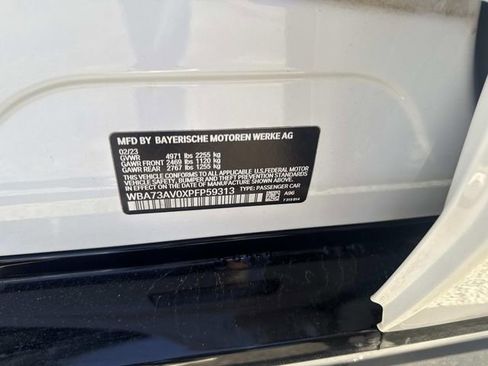 MFD BY BAYERISCHE MOTOREN WERKE AG
02/23
GVWR 4971 lbs 2255 kg
GAWR FRONT 2469 lbs 1120 kg
GAWR REAR 2767 lbs 1255 kg
THIS VEHICLE CONFORMS TO ALL APPLICABLE U.S.FEDERAL MOTOR
VEHICLE SAFETY, BUMPER, AND THEFT PREVENTION
STANDARDS IN EFFECT ON THE DATE OF MANUFACTURE
SHOWN ABOVE.
WBA73AV0XPFP59313 TYPE: PASSENGER CAR A96